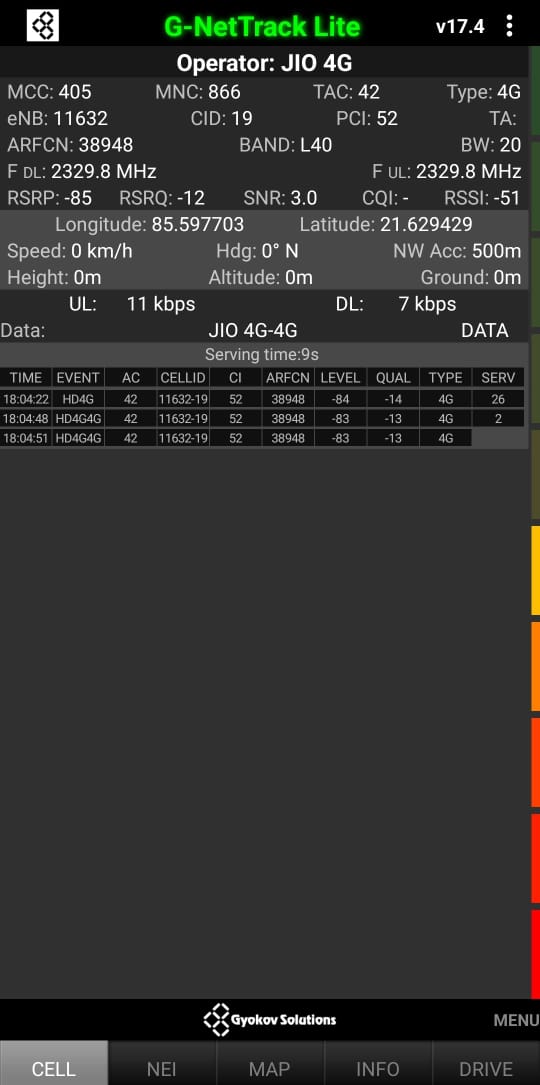 G-NetTrack Lite v17.4
Operator: JIO 4G
MCC: 405 MNC: 866 TAC: 42 Type: 4G
eNB: 11632 CID: 19 PCI: 52 TA:
ARFCN: 38948 BAND: L40 BW: 20
F DL: 2329.8 MHz F UL: 2329.8 MHz
RSRP: -85 RSRQ: -12 SNR: 3.0 CQI: - RSSI: -51
Longitude: 85.597703 Latitude: 21.629429
Speed: 0 km/h Hdg: 0° N NW Acc: 500m
Height: 0m Altitude: 0m Ground: 0m
UL: 11 kbps DL: 7 kbps
Data: JIO 4G-4G DATA
Serving time:9s
TIME EVENT AC CELLID CI ARFCN LEVEL QUAL TYPE SERV
18:04:22 HD4G 42 11632-22 52 38948 -84 -14 4G 26
18:04:48 HD4G4G 42 11632-19 52 38948 -83 -13 4G 2
18:04:51 HD4G4G 42 11632-19 52 38948 -83 -13 4G
Gyokov Solutions MENU
CELL NEI MAP INFO DRIVE